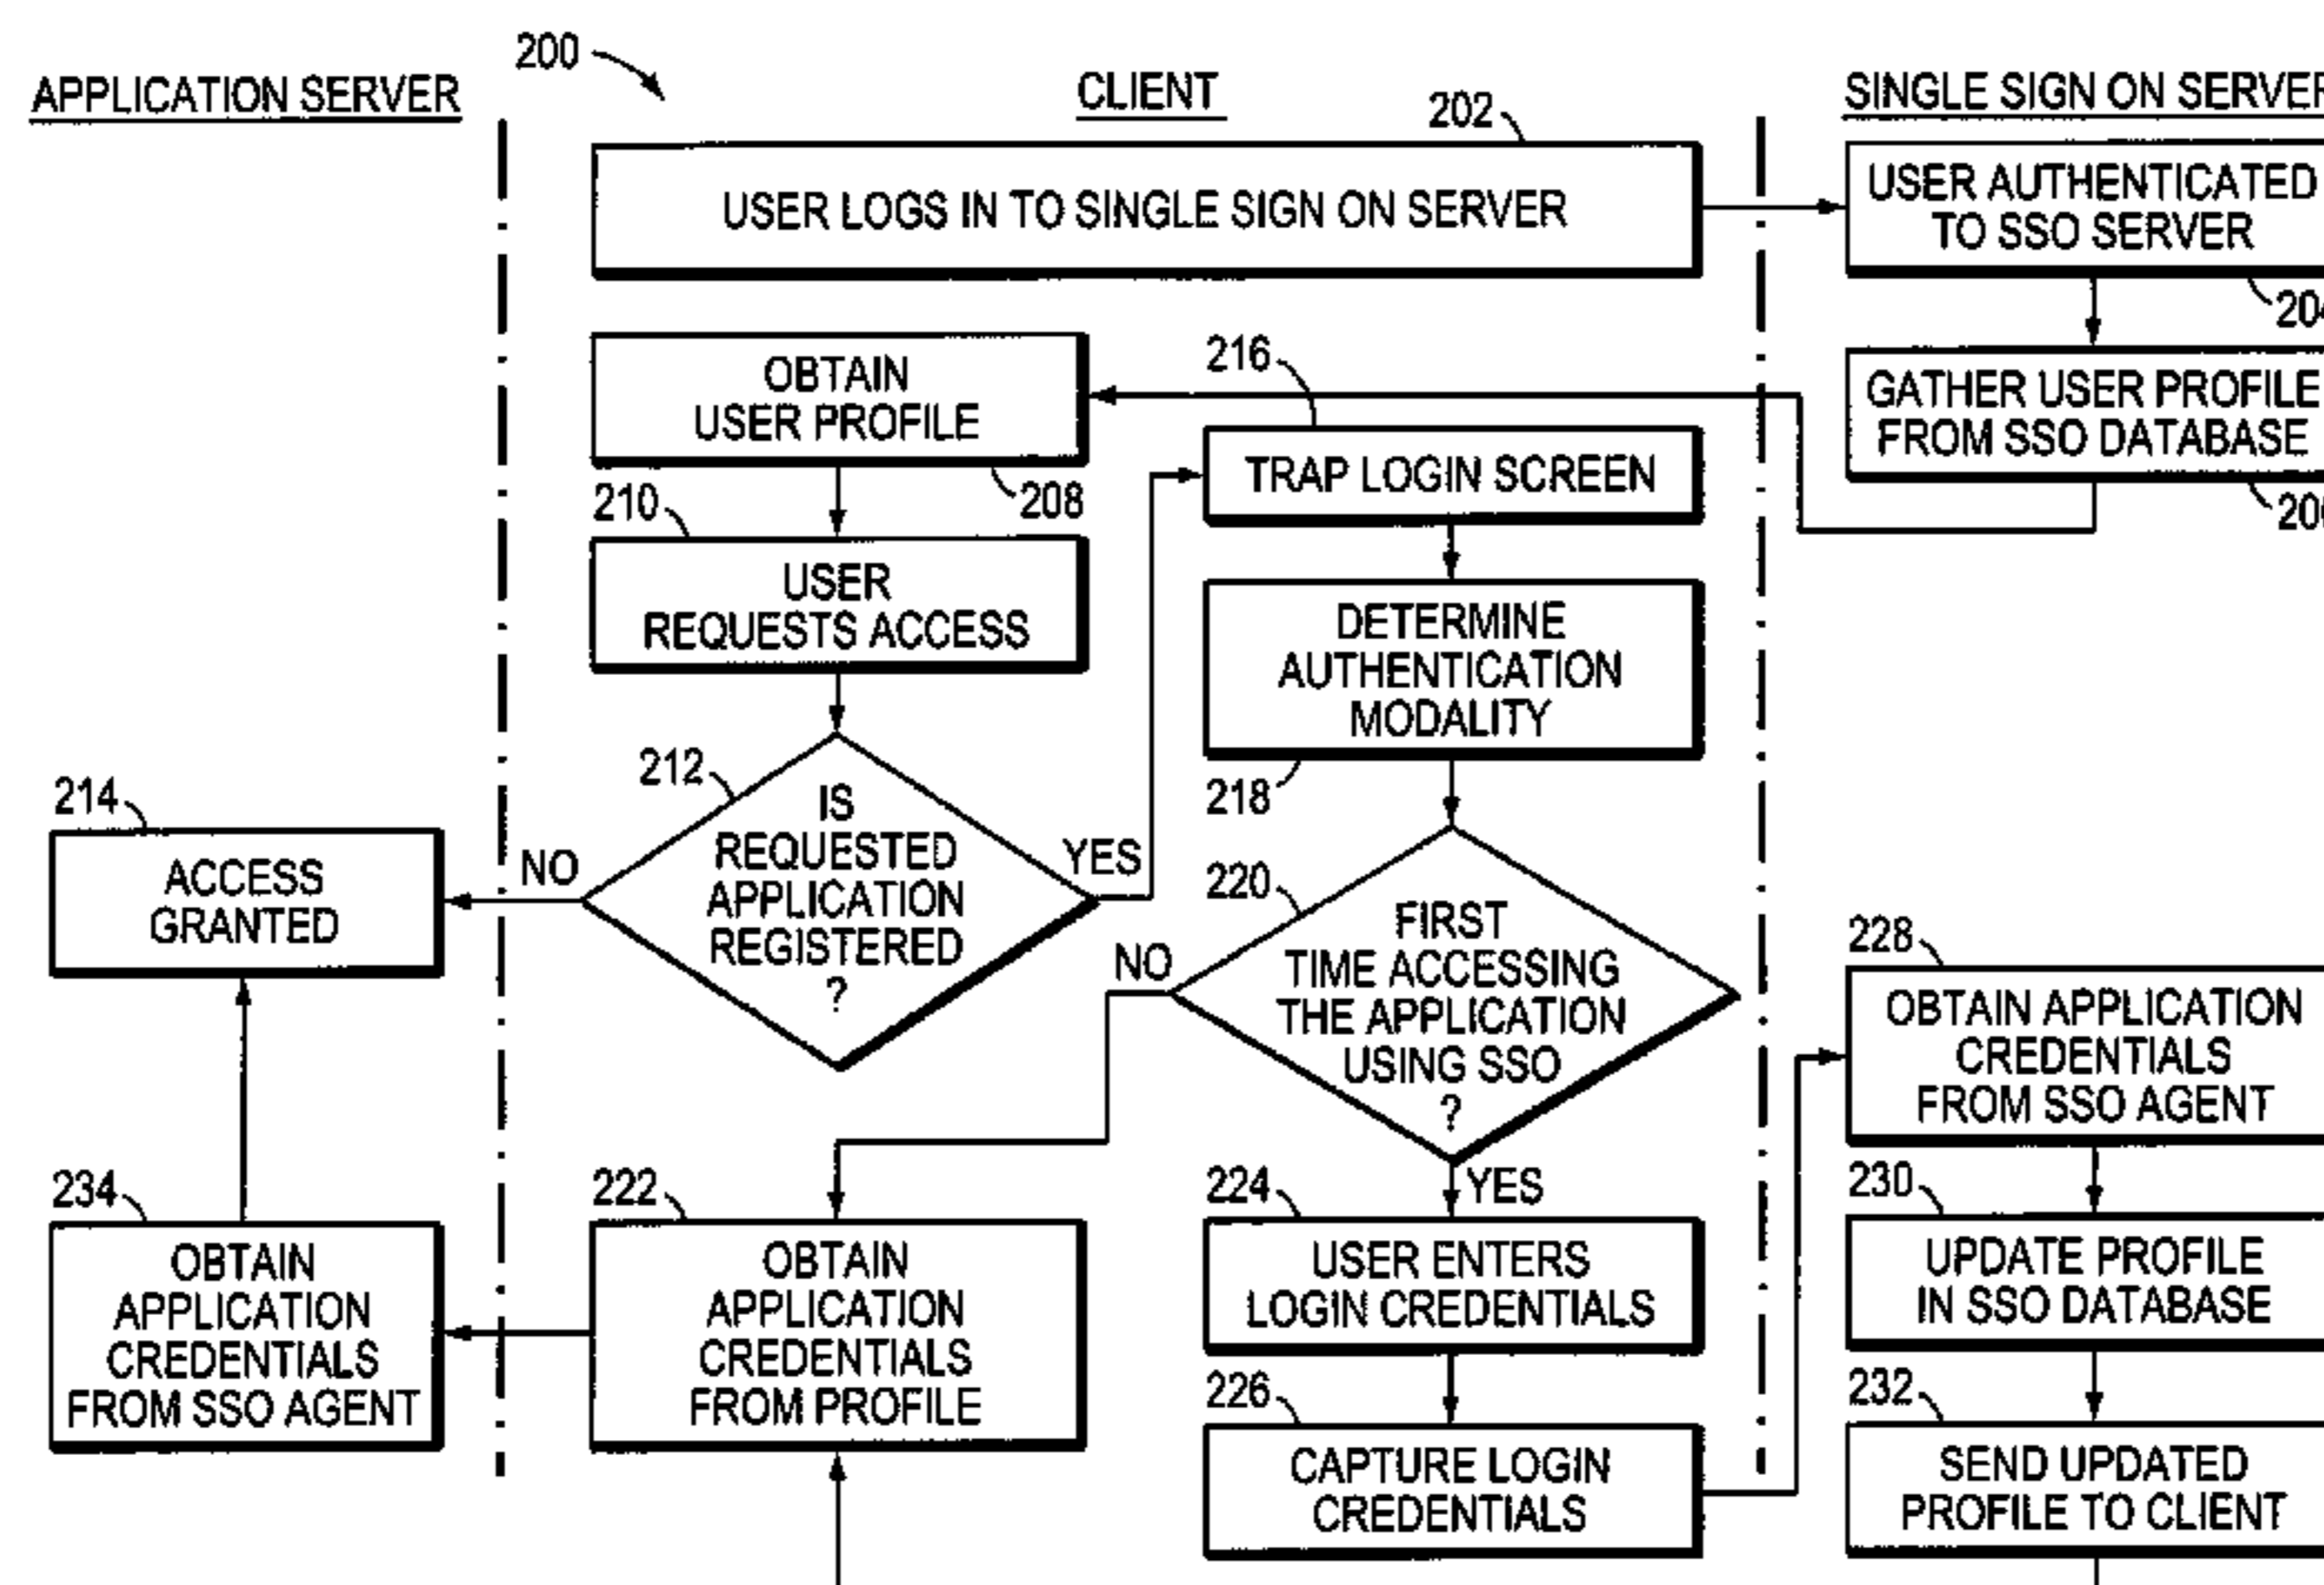 200
APPLICATION SERVER
CLIENT
SINGLE SIGN ON SERVER
202
USER LOGS IN TO SINGLE SIGN ON SERVER
USER AUTHENTICATED
TO SSO SERVER
OBTAIN
USER PROFILE
208
216
TRAP LOGIN SCREEN
GATHER USER PROFILE
FROM SSO DATABASE
210
USER
REQUESTS ACCESS
DETERMINE
AUTHENTICATION
MODALITY
218
212
IS
REQUESTED
APPLICATION
REGISTERED
?
NO
YES
214
ACCESS
GRANTED
220
FIRST
TIME ACCESSING
THE APPLICATION
USING SSO
?
NO
YES
228
OBTAIN APPLICATION
CREDENTIALS
FROM SSO AGENT
234
OBTAIN
APPLICATION
CREDENTIALS
FROM SSO AGENT
222
OBTAIN
APPLICATION
CREDENTIALS
FROM PROFILE
224
USER ENTERS
LOGIN CREDENTIALS
230
UPDATE PROFILE
IN SSO DATABASE
226
CAPTURE LOGIN
CREDENTIALS
232
SEND UPDATED
PROFILE TO CLIENT